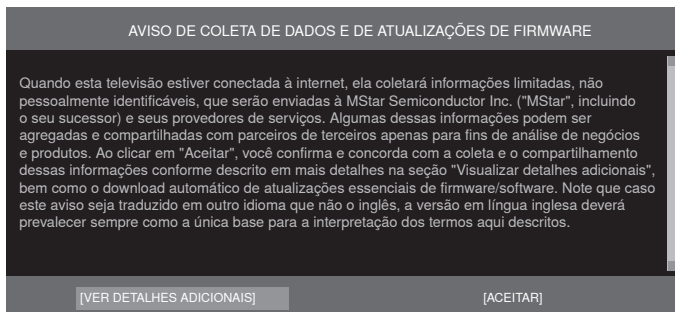 AVISO DE COLETA DE DADOS E DE ATUALIZAÇÕES DE FIRMWARE
Quando esta televisão estiver conectada à internet, ela coletará informações limitadas, não
pessoalmente identificáveis, que serão enviadas à MStar Semiconductor Inc. ("MStar", incluindo
o seu sucessor) e seus provedores de serviços. Algumas dessas informações podem ser
agregadas e compartilhadas com parceiros de terceiros apenas para fins de análise de negócios
e produtos. Ao clicar em "Aceitar", você confirma e concorda com a coleta e o compartilhamento
dessas informações conforme descrito em mais detalhes na seção "Visualizar detalhes adicionais",
bem como o download automático de atualizações essenciais de firmware/software. Note que caso
este aviso seja traduzido em outro idioma que não o inglês, a versão em língua inglesa deverá
prevalecer sempre como a única base para a interpretação dos termos aqui descritos.
[VER DETALHES ADICIONAIS] [ACEITAR]